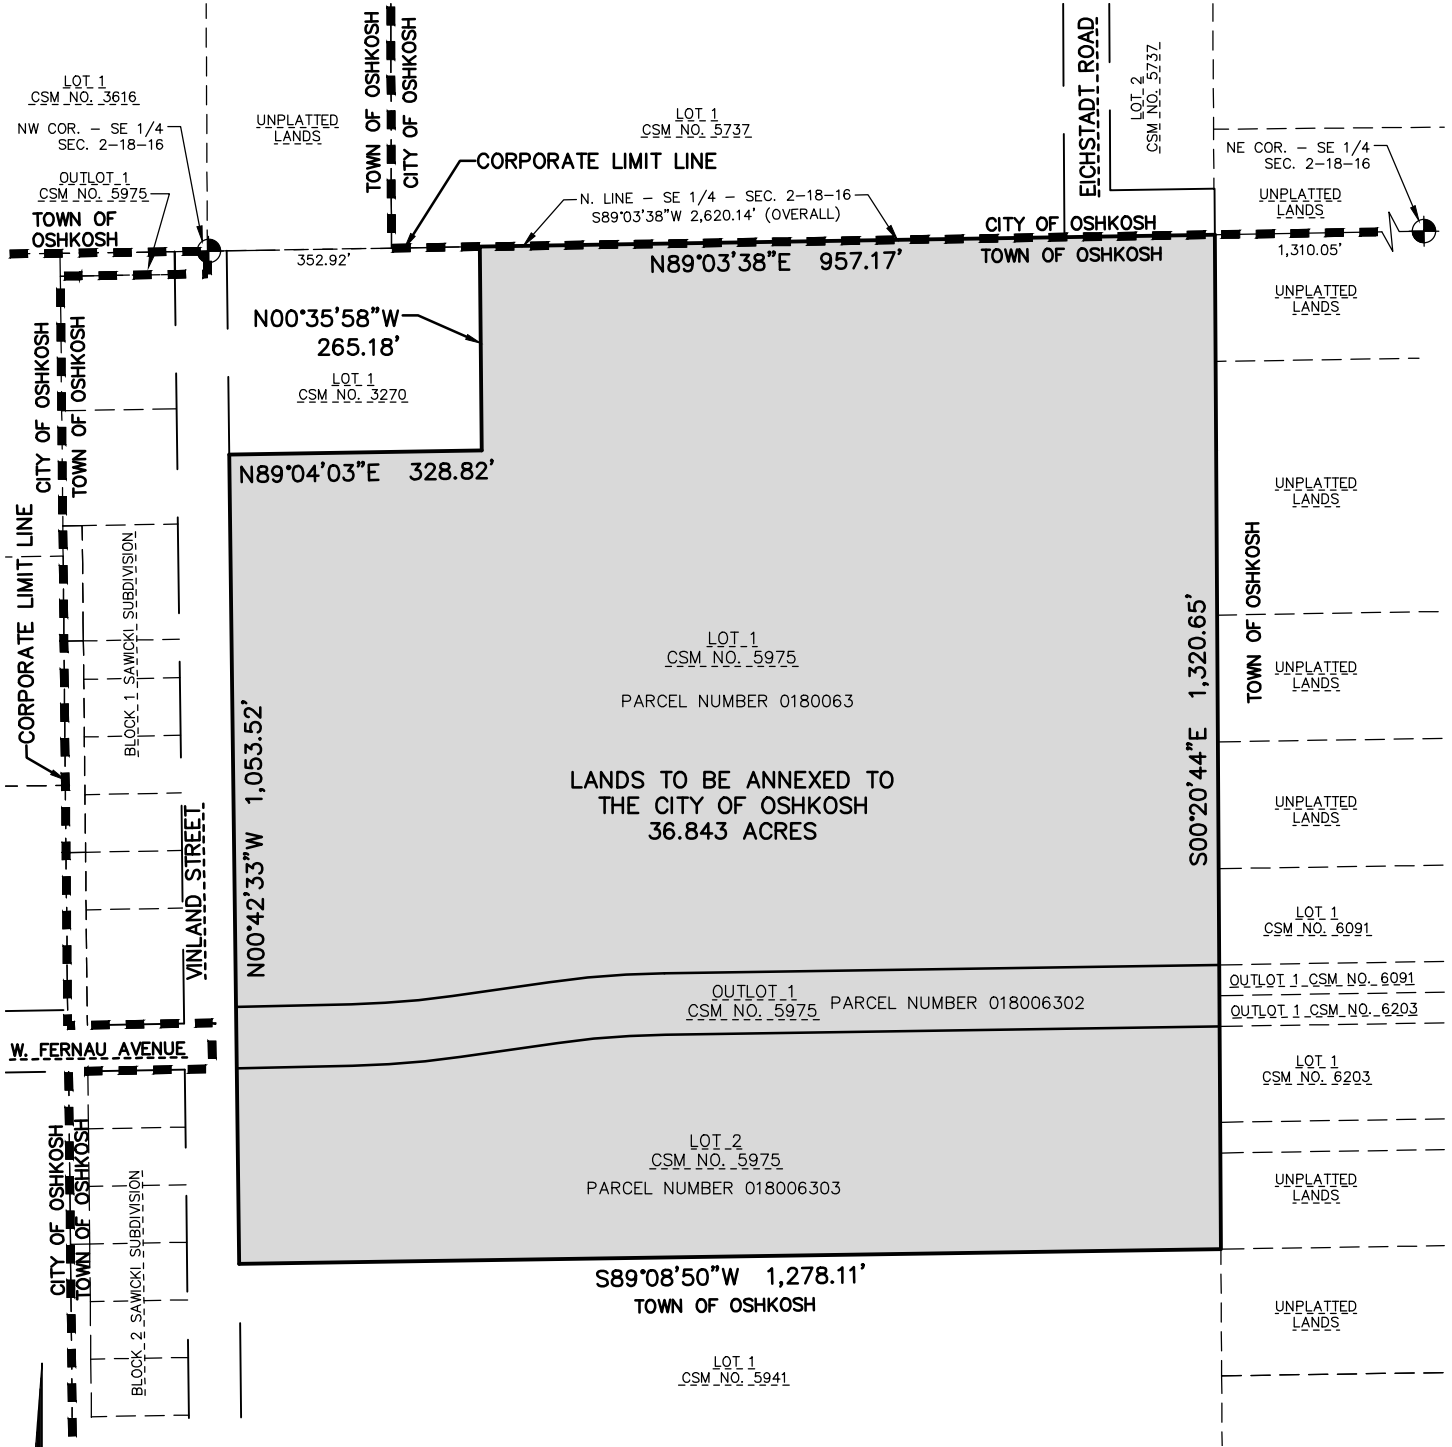 LOT 1
CSM NO. 3616
NW COR. – SE 1/4
SEC. 2-18-16
OUTLOT 1
CSM NO. 5975
TOWN OF
OSHKOSH
UNPLATTED
LANDS
TOWN OF OSHKOSH
CITY OF OSHKOSH
LOT 1
CSM NO. 5737
CORPORATE LIMIT LINE
N. LINE – SE 1/4 – SEC. 2-18-16
S89°03'38"W 2,620.14' (OVERALL)
EICHSTADT ROAD
LOT 2
CSM NO. 5737
NE COR. – SE 1/4
SEC. 2-18-16
UNPLATTED
LANDS
CITY OF OSHKOSH
TOWN OF OSHKOSH
352.92'
N89°03'38"E 957.17'
1,310.05'
N00°35'58"W
265.18'
LOT 1
CSM NO. 3270
N89°04'03"E 328.82'
UNPLATTED
LANDS
UNPLATTED
LANDS
CITY OF OSHKOSH
TOWN OF OSHKOSH
CORPORATE LIMIT LINE
BLOCK 1 SAWICKI SUBDIVISION
VINLAND STREET
N00°42'33"W 1,053.52'
LOT 1
CSM NO. 5975
PARCEL NUMBER 0180063
LANDS TO BE ANNEXED TO
THE CITY OF OSHKOSH
36.843 ACRES
S00°20'44"E 1,320.65'
TOWN OF OSHKOSH
UNPLATTED
LANDS
UNPLATTED
LANDS
LOT 1
CSM NO. 6091
OUTLOT 1 CSM NO. 6091
OUTLOT 1 CSM NO. 6203
OUTLOT 1
CSM NO. 5975
PARCEL NUMBER 018006302
W. FERNAU AVENUE
LOT 1
CSM NO. 6203
CITY OF OSHKOSH
TOWN OF OSHKOSH
BLOCK 2 SAWICKI SUBDIVISION
LOT 2
CSM NO. 5975
PARCEL NUMBER 018006303
UNPLATTED
LANDS
S89°08'50"W 1,278.11'
TOWN OF OSHKOSH
UNPLATTED
LANDS
LOT 1
CSM NO. 5941